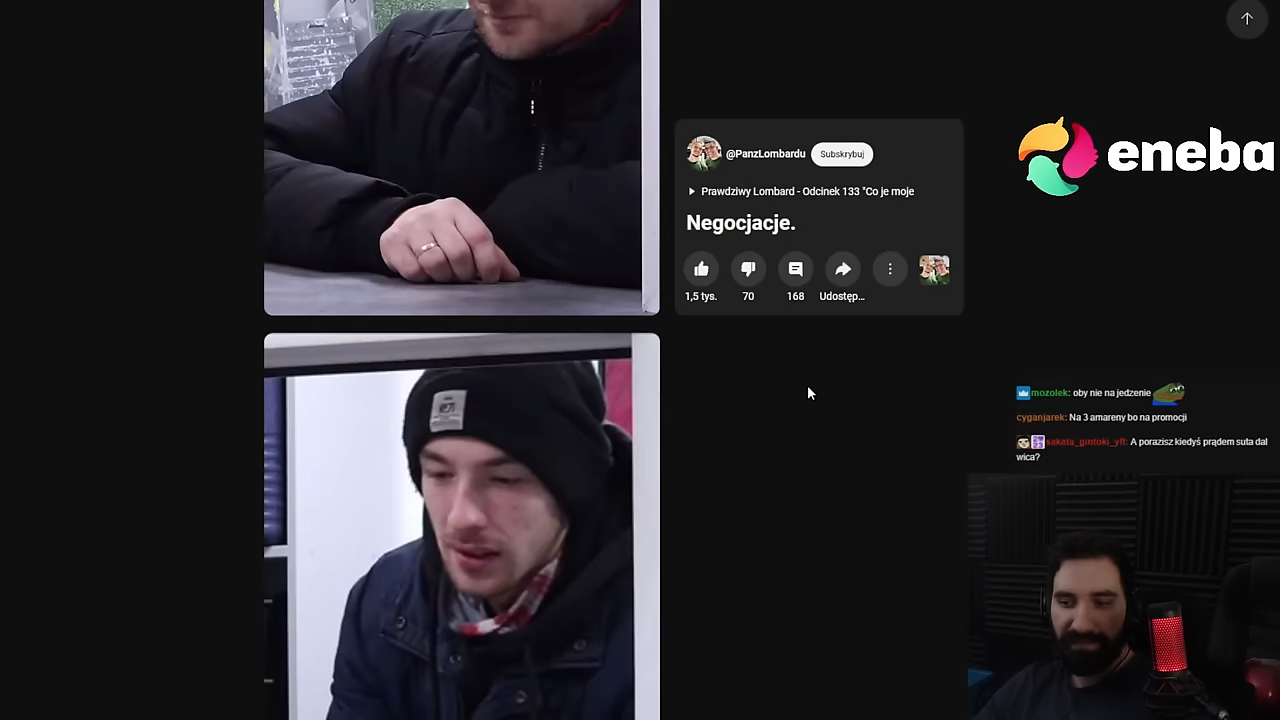 @PanzLombardu
Subskrybuj
Prawdziwy Lombard - Odcinek 133 "Co je moje
Negocjacje.
1,5 tys.
70
168
Udostęp...
eneba
mozolek: oby nie na jedzenie
cyganjarek: Na 3 amareny bo na promocji
sakata_gintoki_yft: A porazisz kiedyś prądem suta dal
wica?